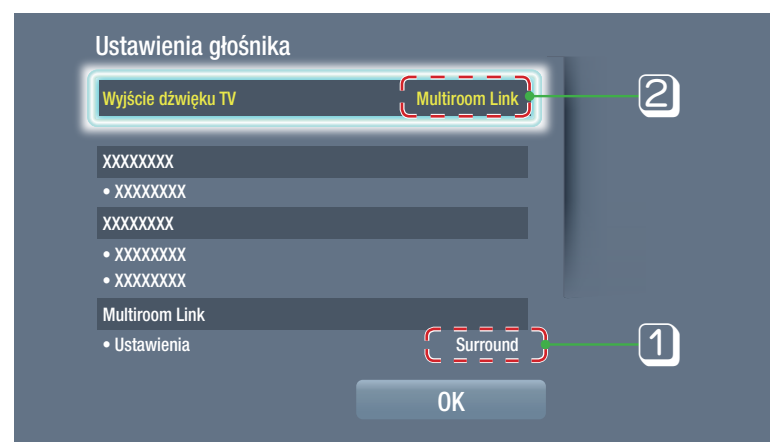 Ustawienia głośnika
Wyjście dźwięku TV Multiroom Link 2
XXXXXXXX
• XXXXXXXX
XXXXXXXX
• XXXXXXXX
• XXXXXXXX
Multiroom Link
• Ustawienia Surround 1
OK